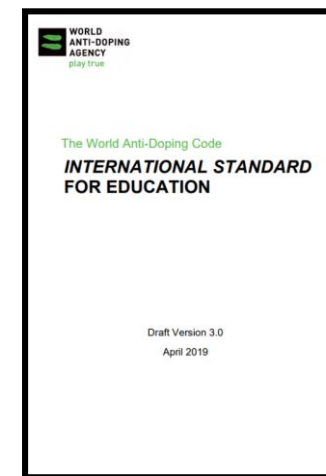 WORLD
ANTI-DOPING
AGENCY
play true
The World Anti-Doping Code
INTERNATIONAL STANDARD
FOR EDUCATION
Draft Version 3.0
April 2019